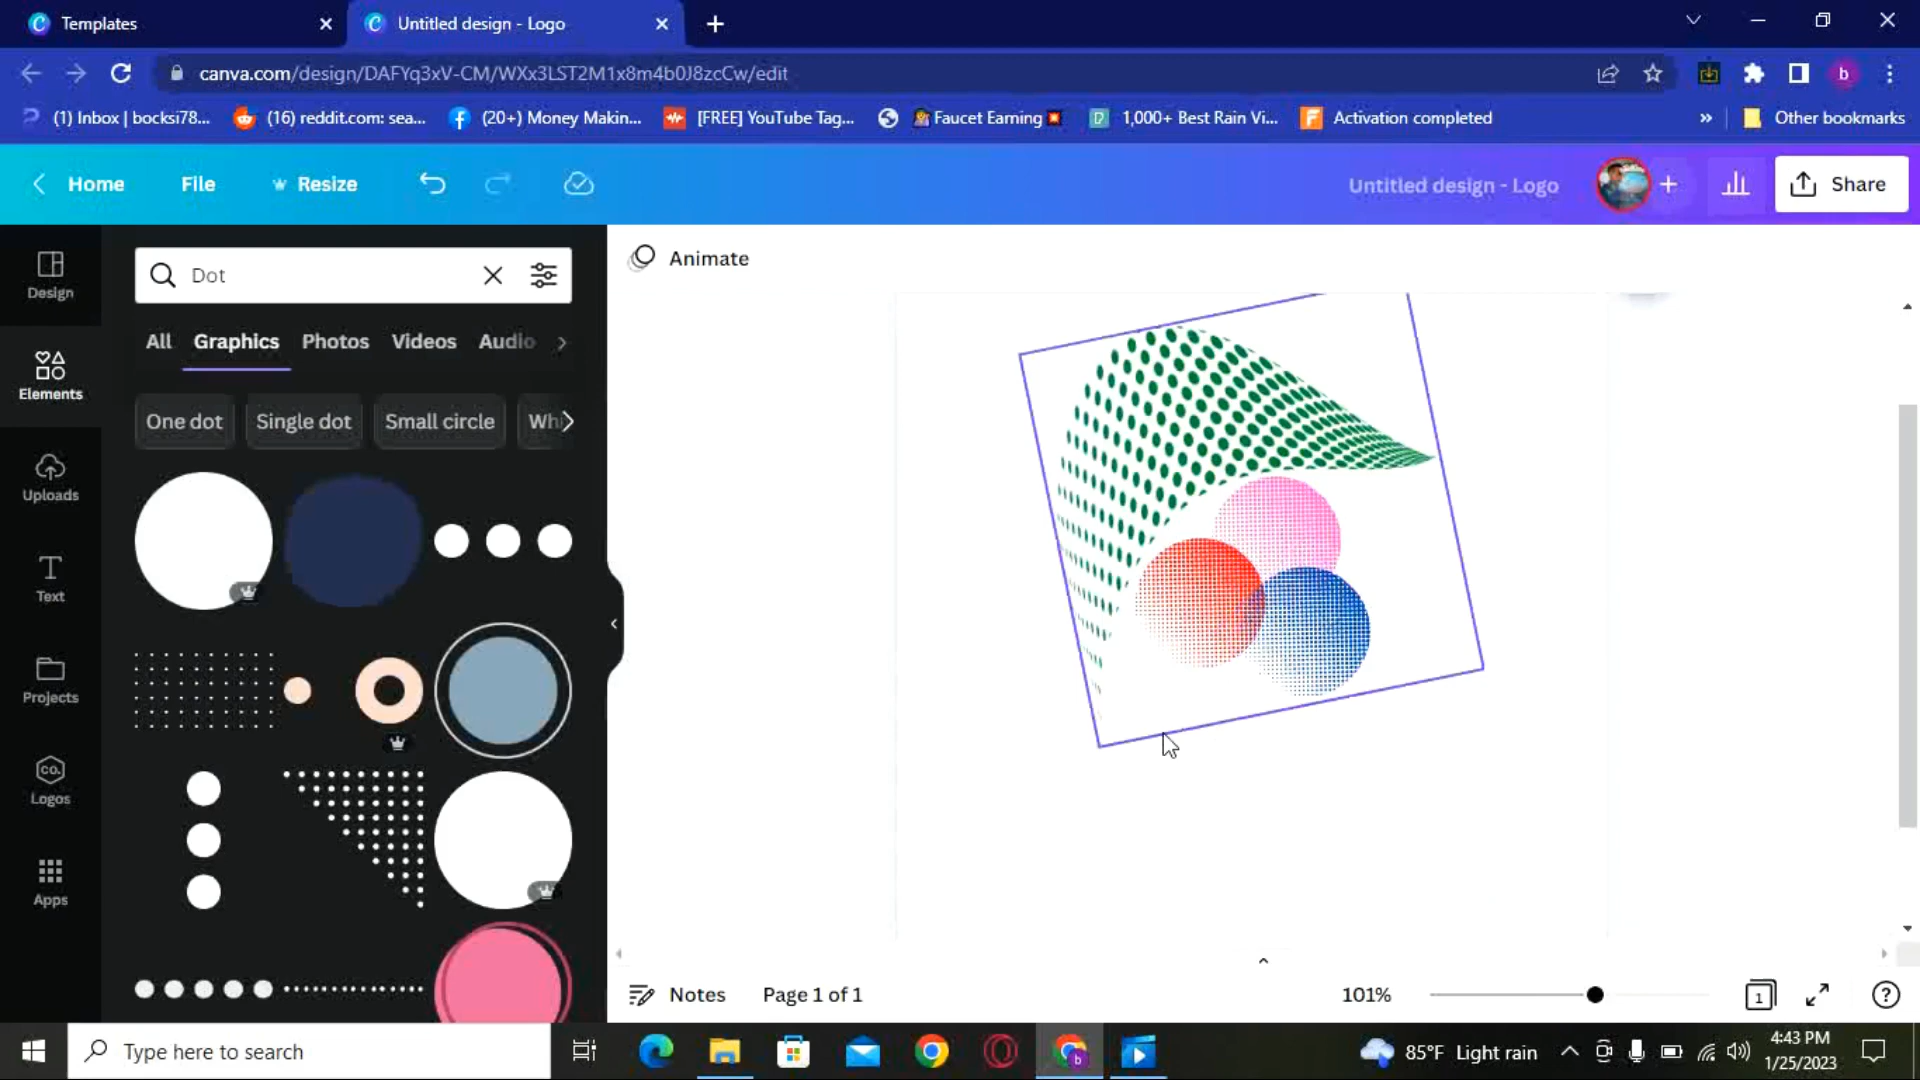 Templates
Untitled design - Logo
canva.com/design/DAFYq3xV-CM/WXx3LST2M1x8m4b0J8zcCw/edit
b
(1) Inbox | bocksi78...
(16) reddit.com: sea...
(20+) Money Makin...
[FREE] YouTube Tag...
Faucet Earning
1,000+ Best Rain Vi...
Activation completed
»
Other bookmarks
Home
File
Resize
Untitled design - Logo
Share
Design
Elements
Uploads
Text
Projects
CO.
Logos
Apps
Dot
All
Graphics
Photos
Videos
Audio
One dot
Single dot
Small circle
Whi
Animate
Notes
Page 1 of 1
101%
1
Type here to search
b
85°F Light rain
4:43 PM
1/25/2023